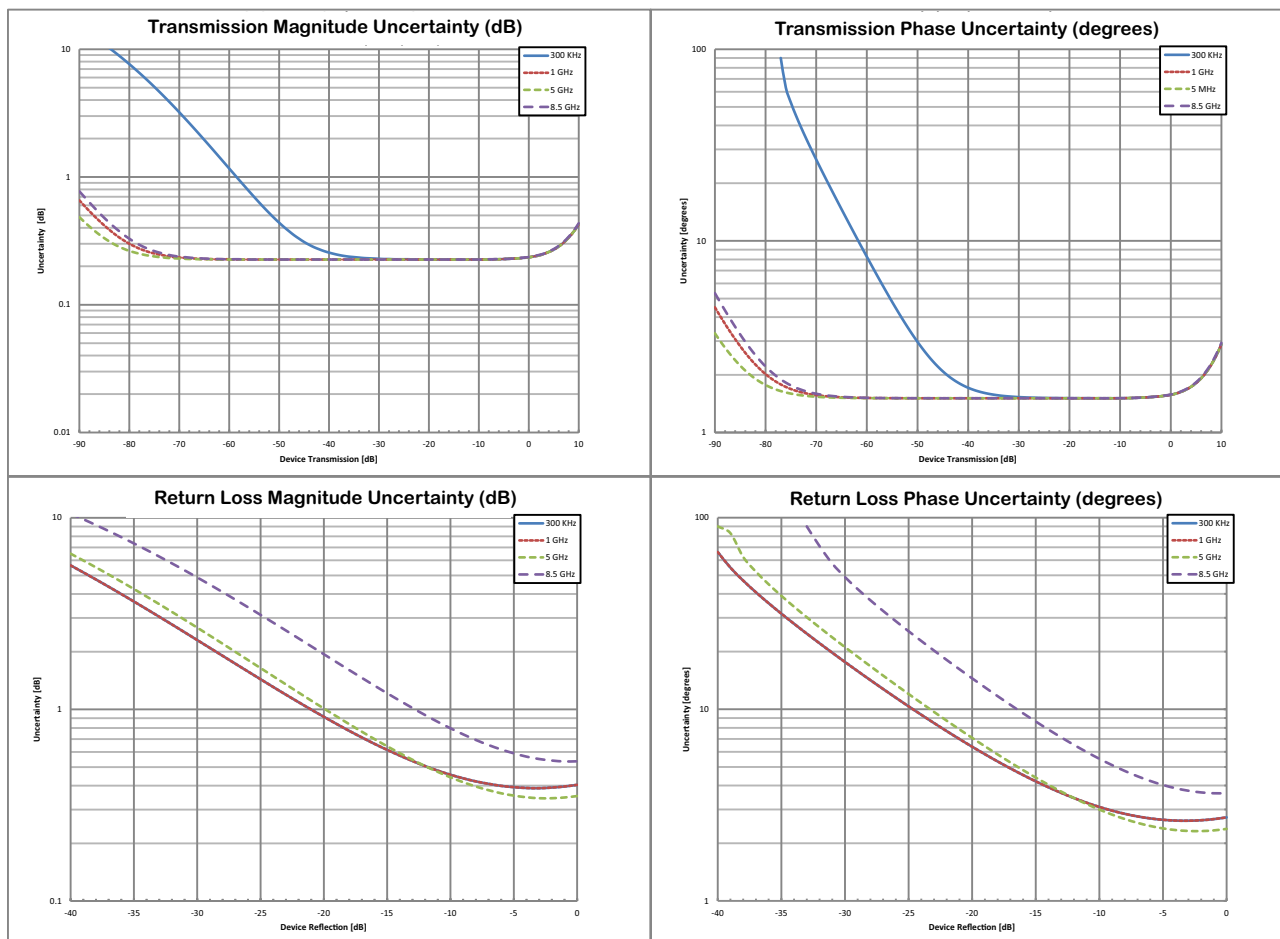 Transmission Magnitude Uncertainty (dB)
10
1
0.1
0.01
Uncertainty [dB]
-90 -80 -70 -60 -50 -40 -30 -20 -10 0 10
Device Transmission [dB]
300 KHz
1 GHz
5 GHz
8.5 GHz
Transmission Phase Uncertainty (degrees)
100
10
1
Uncertainty [degrees]
-90 -80 -70 -60 -50 -40 -30 -20 -10 0 10
Device Transmission [dB]
300 KHz
1 GHz
5 MHz
8.5 GHz
Return Loss Magnitude Uncertainty (dB)
10
1
0.1
Uncertainty [dB]
-40 -35 -30 -25 -20 -15 -10 -5 0
Device Reflection [dB]
300 KHz
1 GHz
5 GHz
8.5 GHz
Return Loss Phase Uncertainty (degrees)
100
10
1
Uncertainty [degrees]
-40 -35 -30 -25 -20 -15 -10 -5 0
Device Reflection [dB]
300 KHz
1 GHz
5 GHz
8.5 GHz